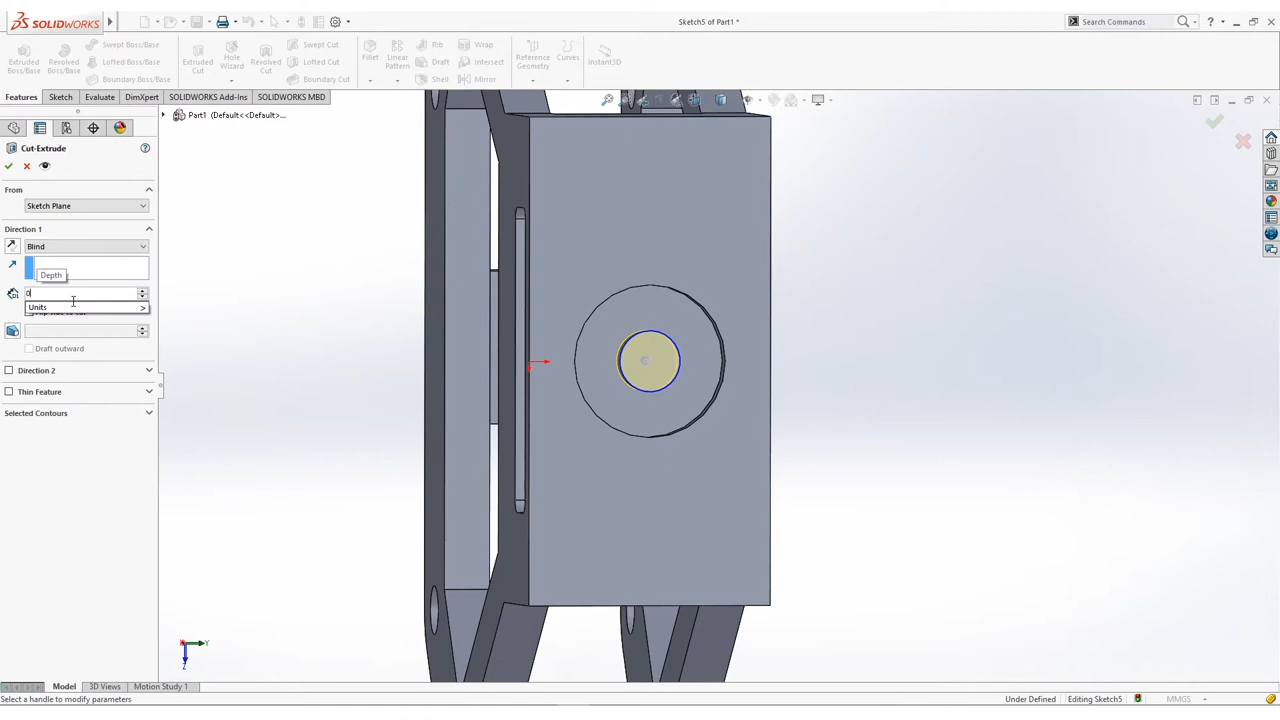 SOLIDWORKS
Sketch5 of Part1 *
Search Commands
Extruded Boss/Base
Revolved Boss/Base
Swept Boss/Base
Lofted Boss/Base
Boundary Boss/Base
Extruded Cut
Hole Wizard
Revolved Cut
Swept Cut
Lofted Cut
Boundary Cut
Fillet
Linear Pattern
Rib
Draft
Shell
Wrap
Intersect
Mirror
Reference Geometry
Curves
Instant3D
Features
Sketch
Evaluate
DimXpert
SOLIDWORKS Add-Ins
SOLIDWORKS MBD
Part1 (Default<<Default>...
Cut-Extrude
From
Sketch Plane
Direction 1
Blind
Depth
0
Units >
Draft outward
Direction 2
Thin Feature
Selected Contours
Y
Z
Model
3D Views
Motion Study 1
Select a handle to modify parameters
Under Defined
Editing Sketch5
MMGS